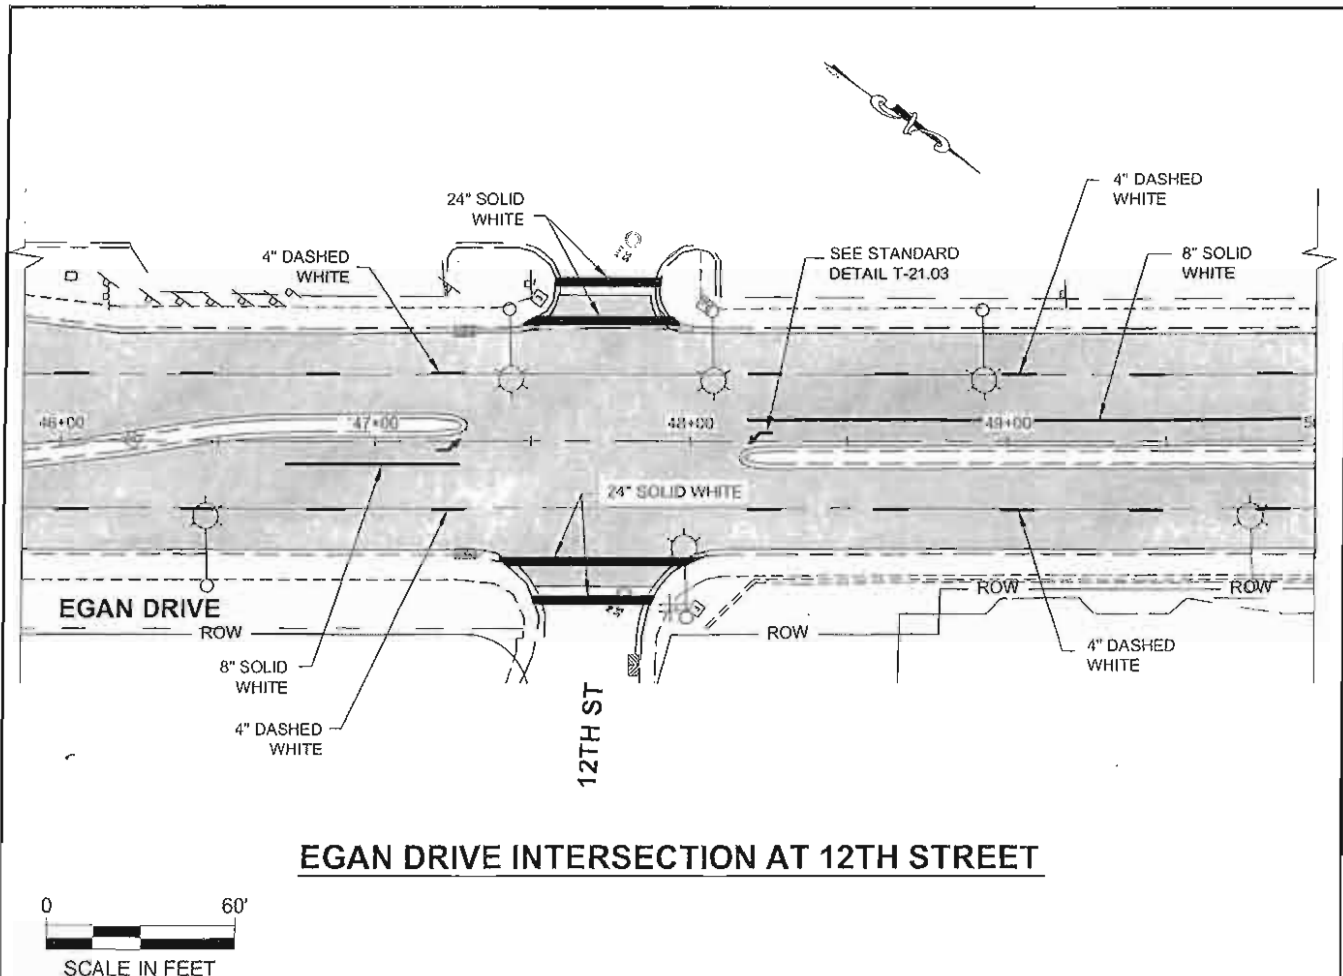 24" SOLID
WHITE
4" DASHED
WHITE
4" DASHED
WHITE
SEE STANDARD
DETAIL T-21.03
8" SOLID
WHITE
46+00
47+00
48+00
49+00
24" SOLID WHITE
EGAN DRIVE
ROW
ROW
ROW
ROW
8" SOLID
WHITE
4" DASHED
WHITE
4" DASHED
WHITE
12TH ST
EGAN DRIVE INTERSECTION AT 12TH STREET
0 60'
SCALE IN FEET